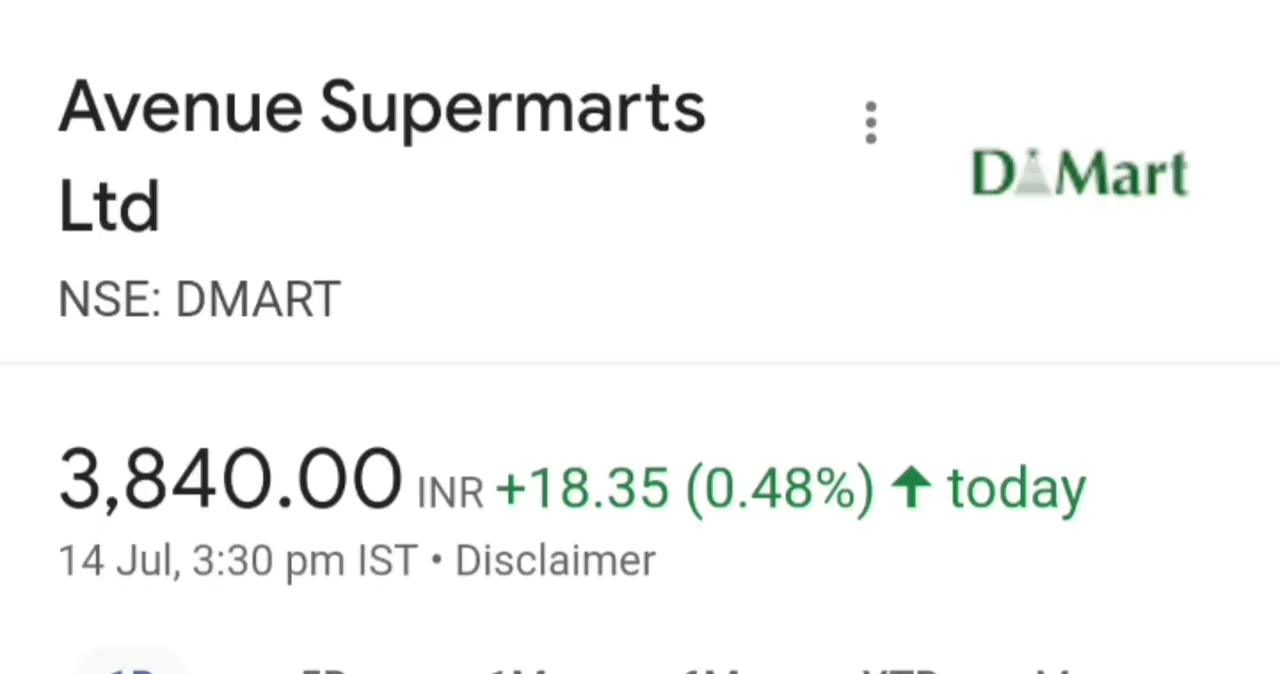 Avenue Supermarts
Ltd
D Mart
NSE: DMART
3,840.00 INR +18.35 (0.48%) ↑ today
14 Jul, 3:30 pm IST • Disclaimer